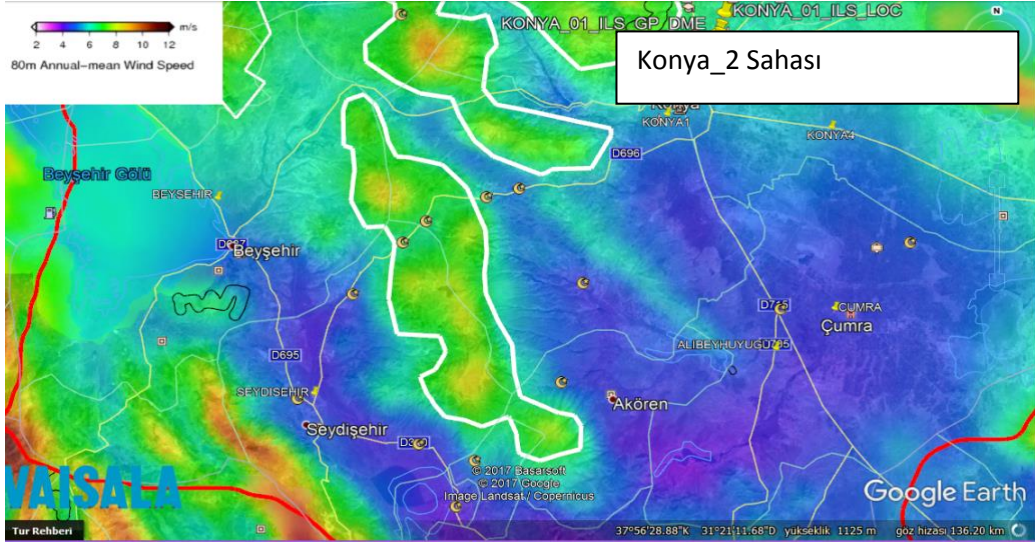 m/s
2 4 6 8 10 12
80m Annual-mean Wind Speed
KONYA_01_ILS_GP_DME
KONYA_01_ILS_LOC
N
Konya_2 Sahası
Konya
KONYA1
KONYA4
D696
Beyşehir Gölü
BEYSEHIR
Beyşehir
D695
D715
CUMRA
Çumra
ALIBEYHUYUGU
SEYDISEHIR
Akören
Seydişehir
© 2017 Basarsoft
© 2017 Google
Image Landsat / Copernicus
VAISALA
Google Earth
Tur Rehberi
37°56'28.88"K 31°21'11.68"D yükseklik 1125 m göz hizası 136.20 km